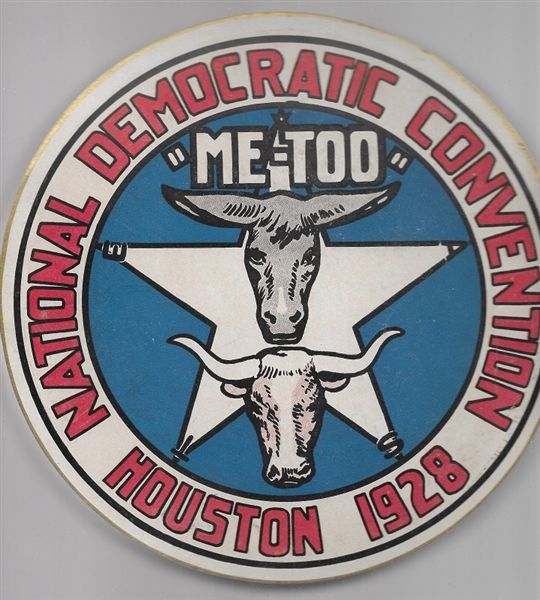 NATIONAL DEMOCRATIC CONVENTION
"ME-TOO"
HOUSTON 1928